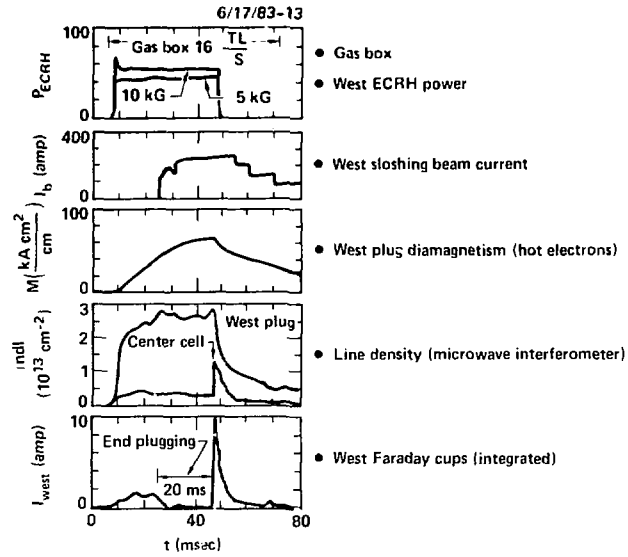 6/17/83-13
100
Gas box 16 TL/S
P_ECRH
10 kG
5 kG
0
• Gas box
• West ECRH power
400
I_b (amp)
0
• West sloshing beam current
100
M(kA cm²/cm)
0
• West plug diamagnetism (hot electrons)
3
2
1
0
∫ndl
(10^13 cm^-2)
West plug
Center cell
• Line density (microwave interferometer)
10
I_west (amp)
0
End plugging
20 ms
• West Faraday cups (integrated)
0 40 80
t (msec)